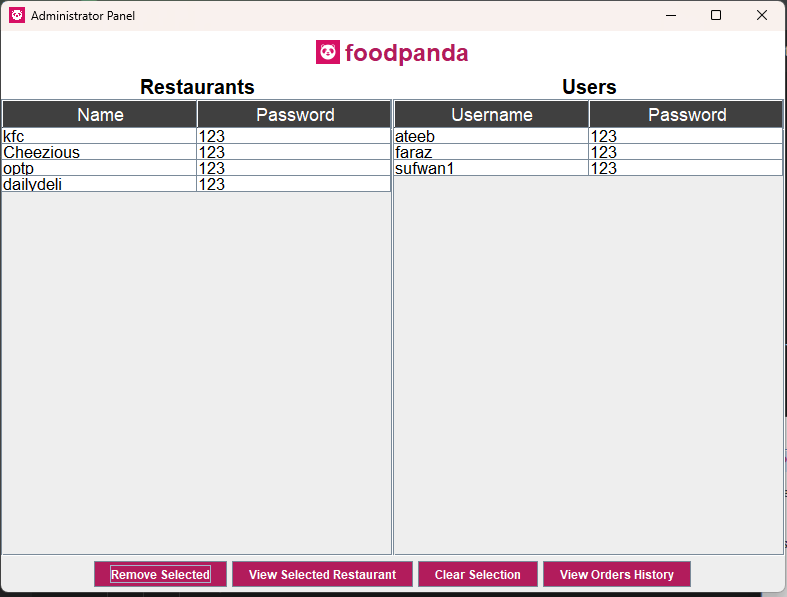 Administrator Panel
foodpanda
Restaurants
Users
Name Password
Username Password
kfc 123
Cheezious 123
optp 123
dailydeli 123
ateeb 123
faraz 123
sufwan1 123
Remove Selected
View Selected Restaurant
Clear Selection
View Orders History